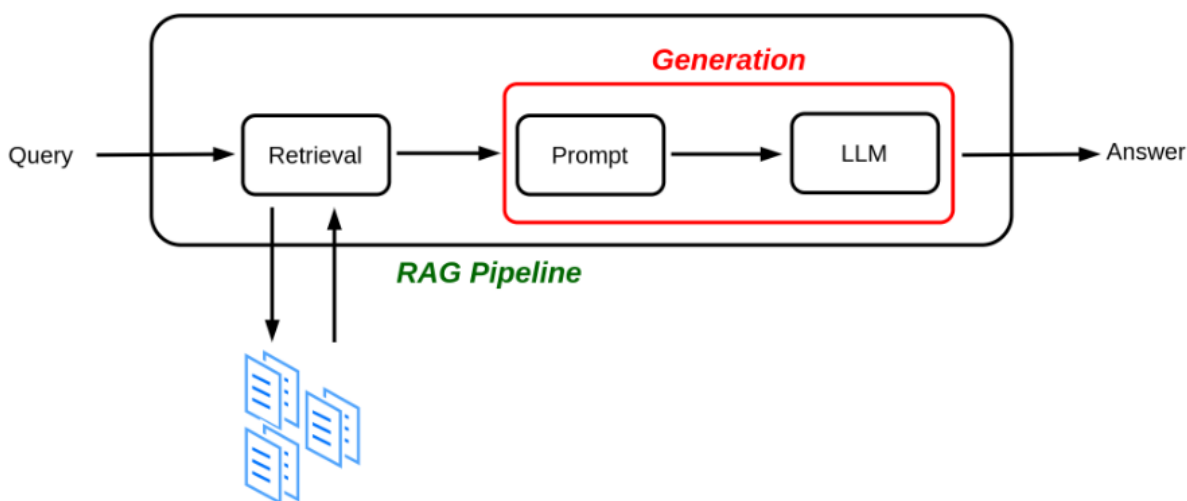 Generation
Query
Retrieval
Prompt
LLM
Answer
RAG Pipeline